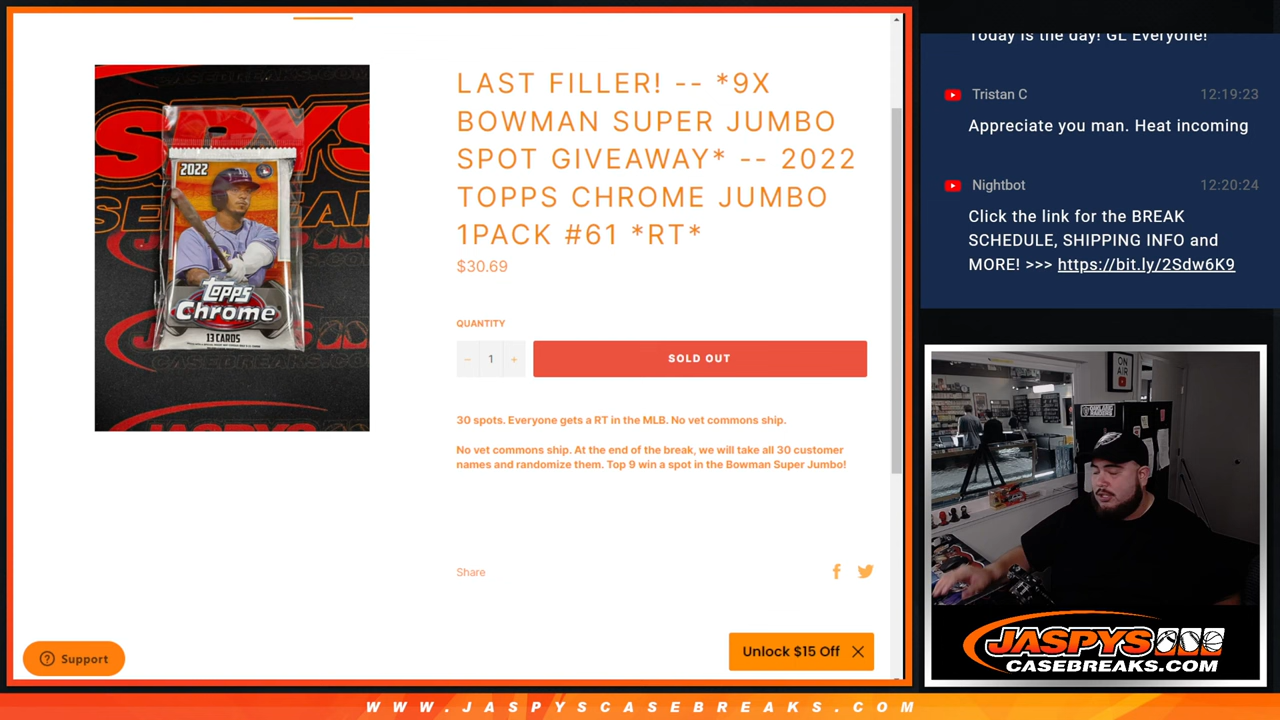 LAST FILLER! -- *9X
BOWMAN SUPER JUMBO
SPOT GIVEAWAY* -- 2022
TOPPS CHROME JUMBO
1PACK #61 *RT*
$30.69
QUANTITY
− 1 +
SOLD OUT
30 spots. Everyone gets a RT in the MLB. No vet commons ship.
No vet commons ship. At the end of the break, we will take all 30 customer
names and randomize them. Top 9 win a spot in the Bowman Super Jumbo!
Share
Support
Unlock $15 Off
2022
Topps
Chrome
13 CARDS
Today is the day! GL Everyone!
Tristan C 12:19:23
Appreciate you man. Heat incoming
Nightbot 12:20:24
Click the link for the BREAK
SCHEDULE, SHIPPING INFO and
MORE! >>> https://bit.ly/2Sdw6K9
ON
AIR
JASPYS
CASEBREAKS.COM
WWW.JASPYSCASEBREAKS.COM